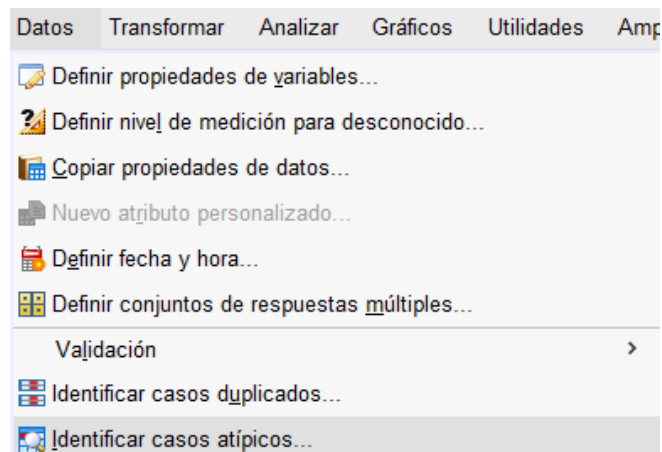 Datos Transformar Analizar Gráficos Utilidades Amp
Definir propiedades de variables...
Definir nivel de medición para desconocido...
Copiar propiedades de datos...
Nuevo atributo personalizado...
Definir fecha y hora...
Definir conjuntos de respuestas múltiples...
Validación >
Identificar casos duplicados...
Identificar casos atípicos...